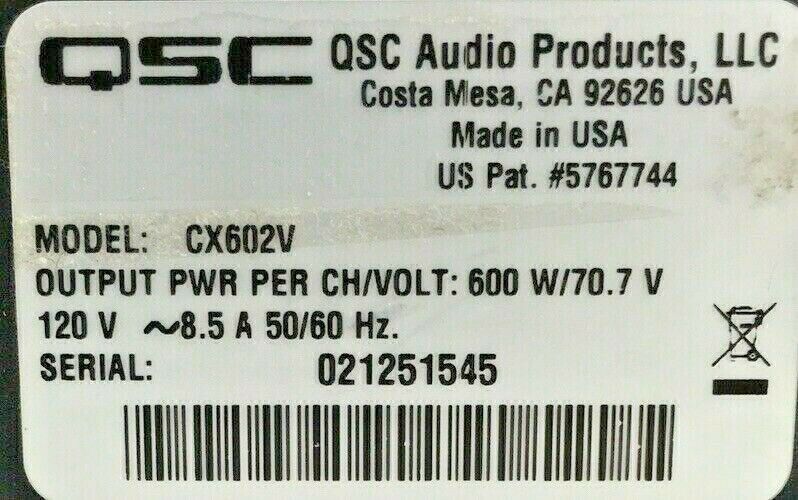 QSC QSC Audio Products, LLC
Costa Mesa, CA 92626 USA
Made in USA
US Pat. #5767744
MODEL: CX602V
OUTPUT PWR PER CH/VOLT: 600 W/70.7 V
120 V ~8.5 A 50/60 Hz.
SERIAL: 021251545